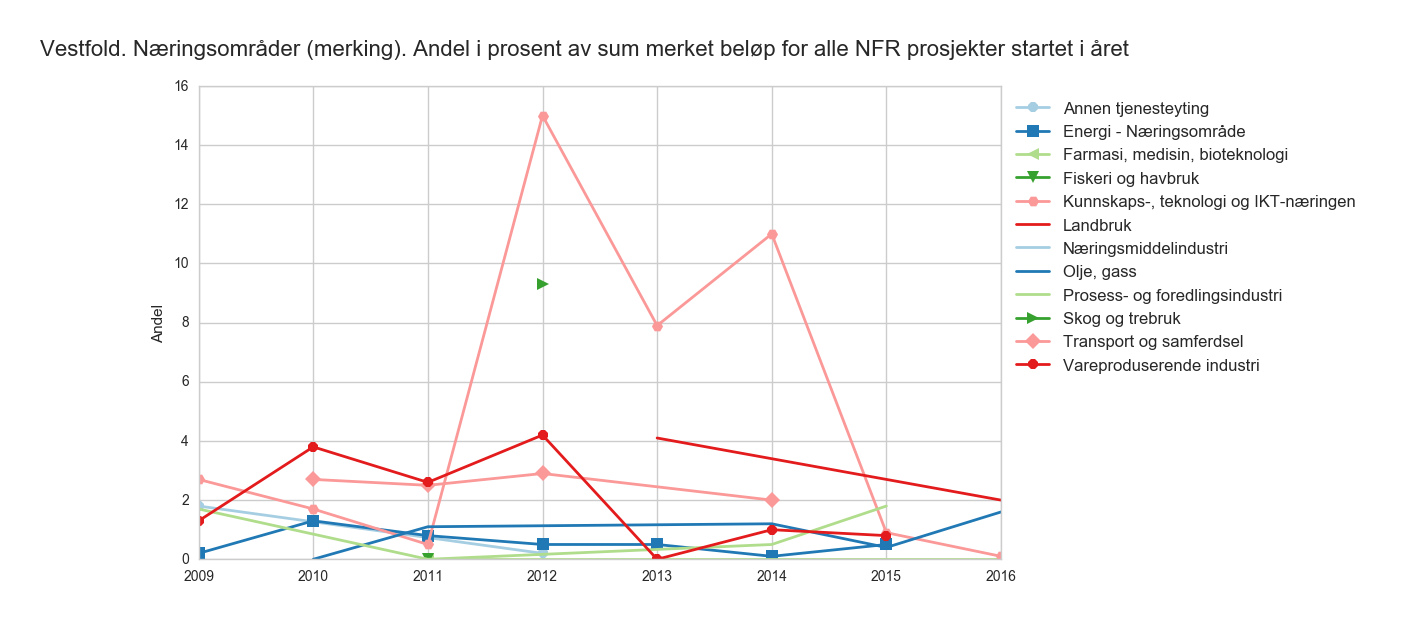 Vestfold. Næringsområder (merking). Andel i prosent av sum merket beløp for alle NFR prosjekter startet i året
16
14
12
10
8
6
4
2
0
Andel
2009 2010 2011 2012 2013 2014 2015 2016
Annen tjenesteyting
Energi - Næringsområde
Farmasi, medisin, bioteknologi
Fiskeri og havbruk
Kunnskaps-, teknologi og IKT-næringen
Landbruk
Næringsmiddelindustri
Olje, gass
Prosess- og foredlingsindustri
Skog og trebruk
Transport og samferdsel
Vareproduserende industri